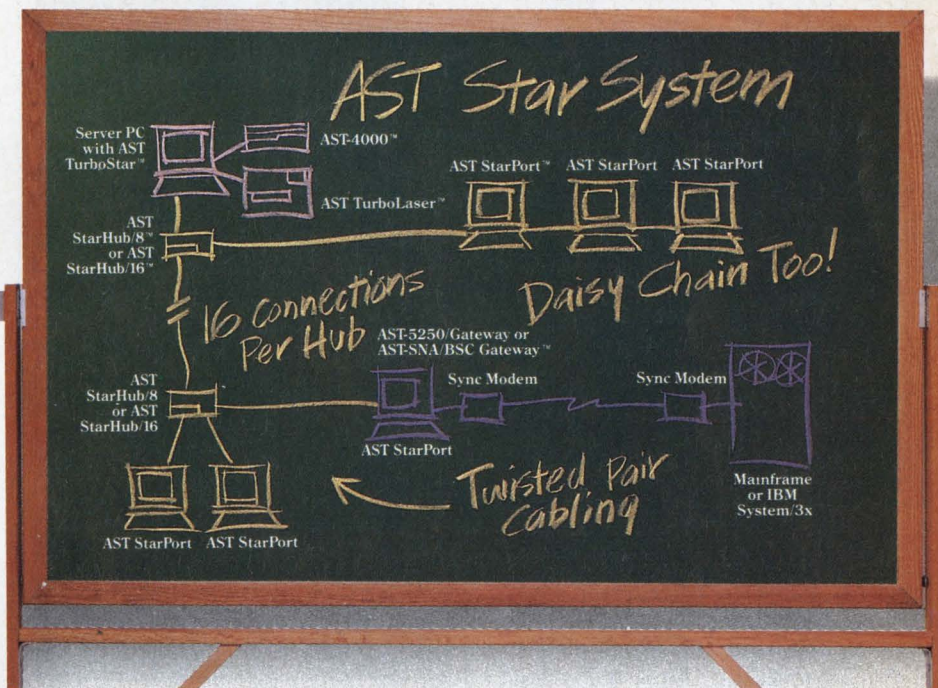 AST Star System
Server PC
with AST
TurboStar™
AST-4000™
AST TurboLaser™
AST StarPort™
AST StarPort
AST StarPort
AST
StarHub/8™
or AST
StarHub/16™
Daisy Chain Too!
16 connections
Per Hub
AST-5250/Gateway or
AST-SNA/BSC Gateway™
Sync Modem
Sync Modem
AST
StarHub/8
or AST
StarHub/16
AST StarPort
Mainframe
or IBM
System/3x
Twisted Pair
Cabling
AST StarPort
AST StarPort